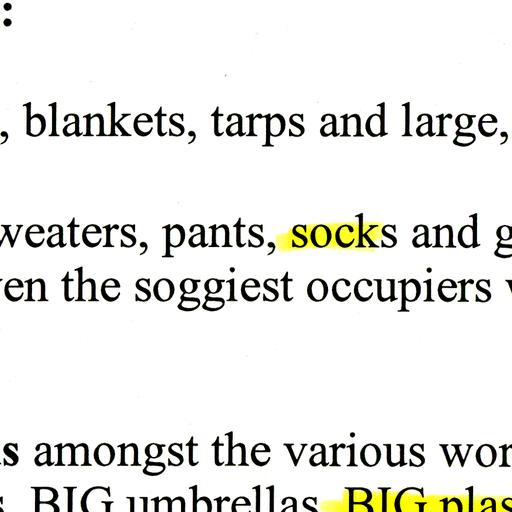 :
, blankets, tarps and large,
weaters, pants, socks and g
en the soggiest occupiers
s amongst the various wor
s, BIG umbrellas, BIG plas